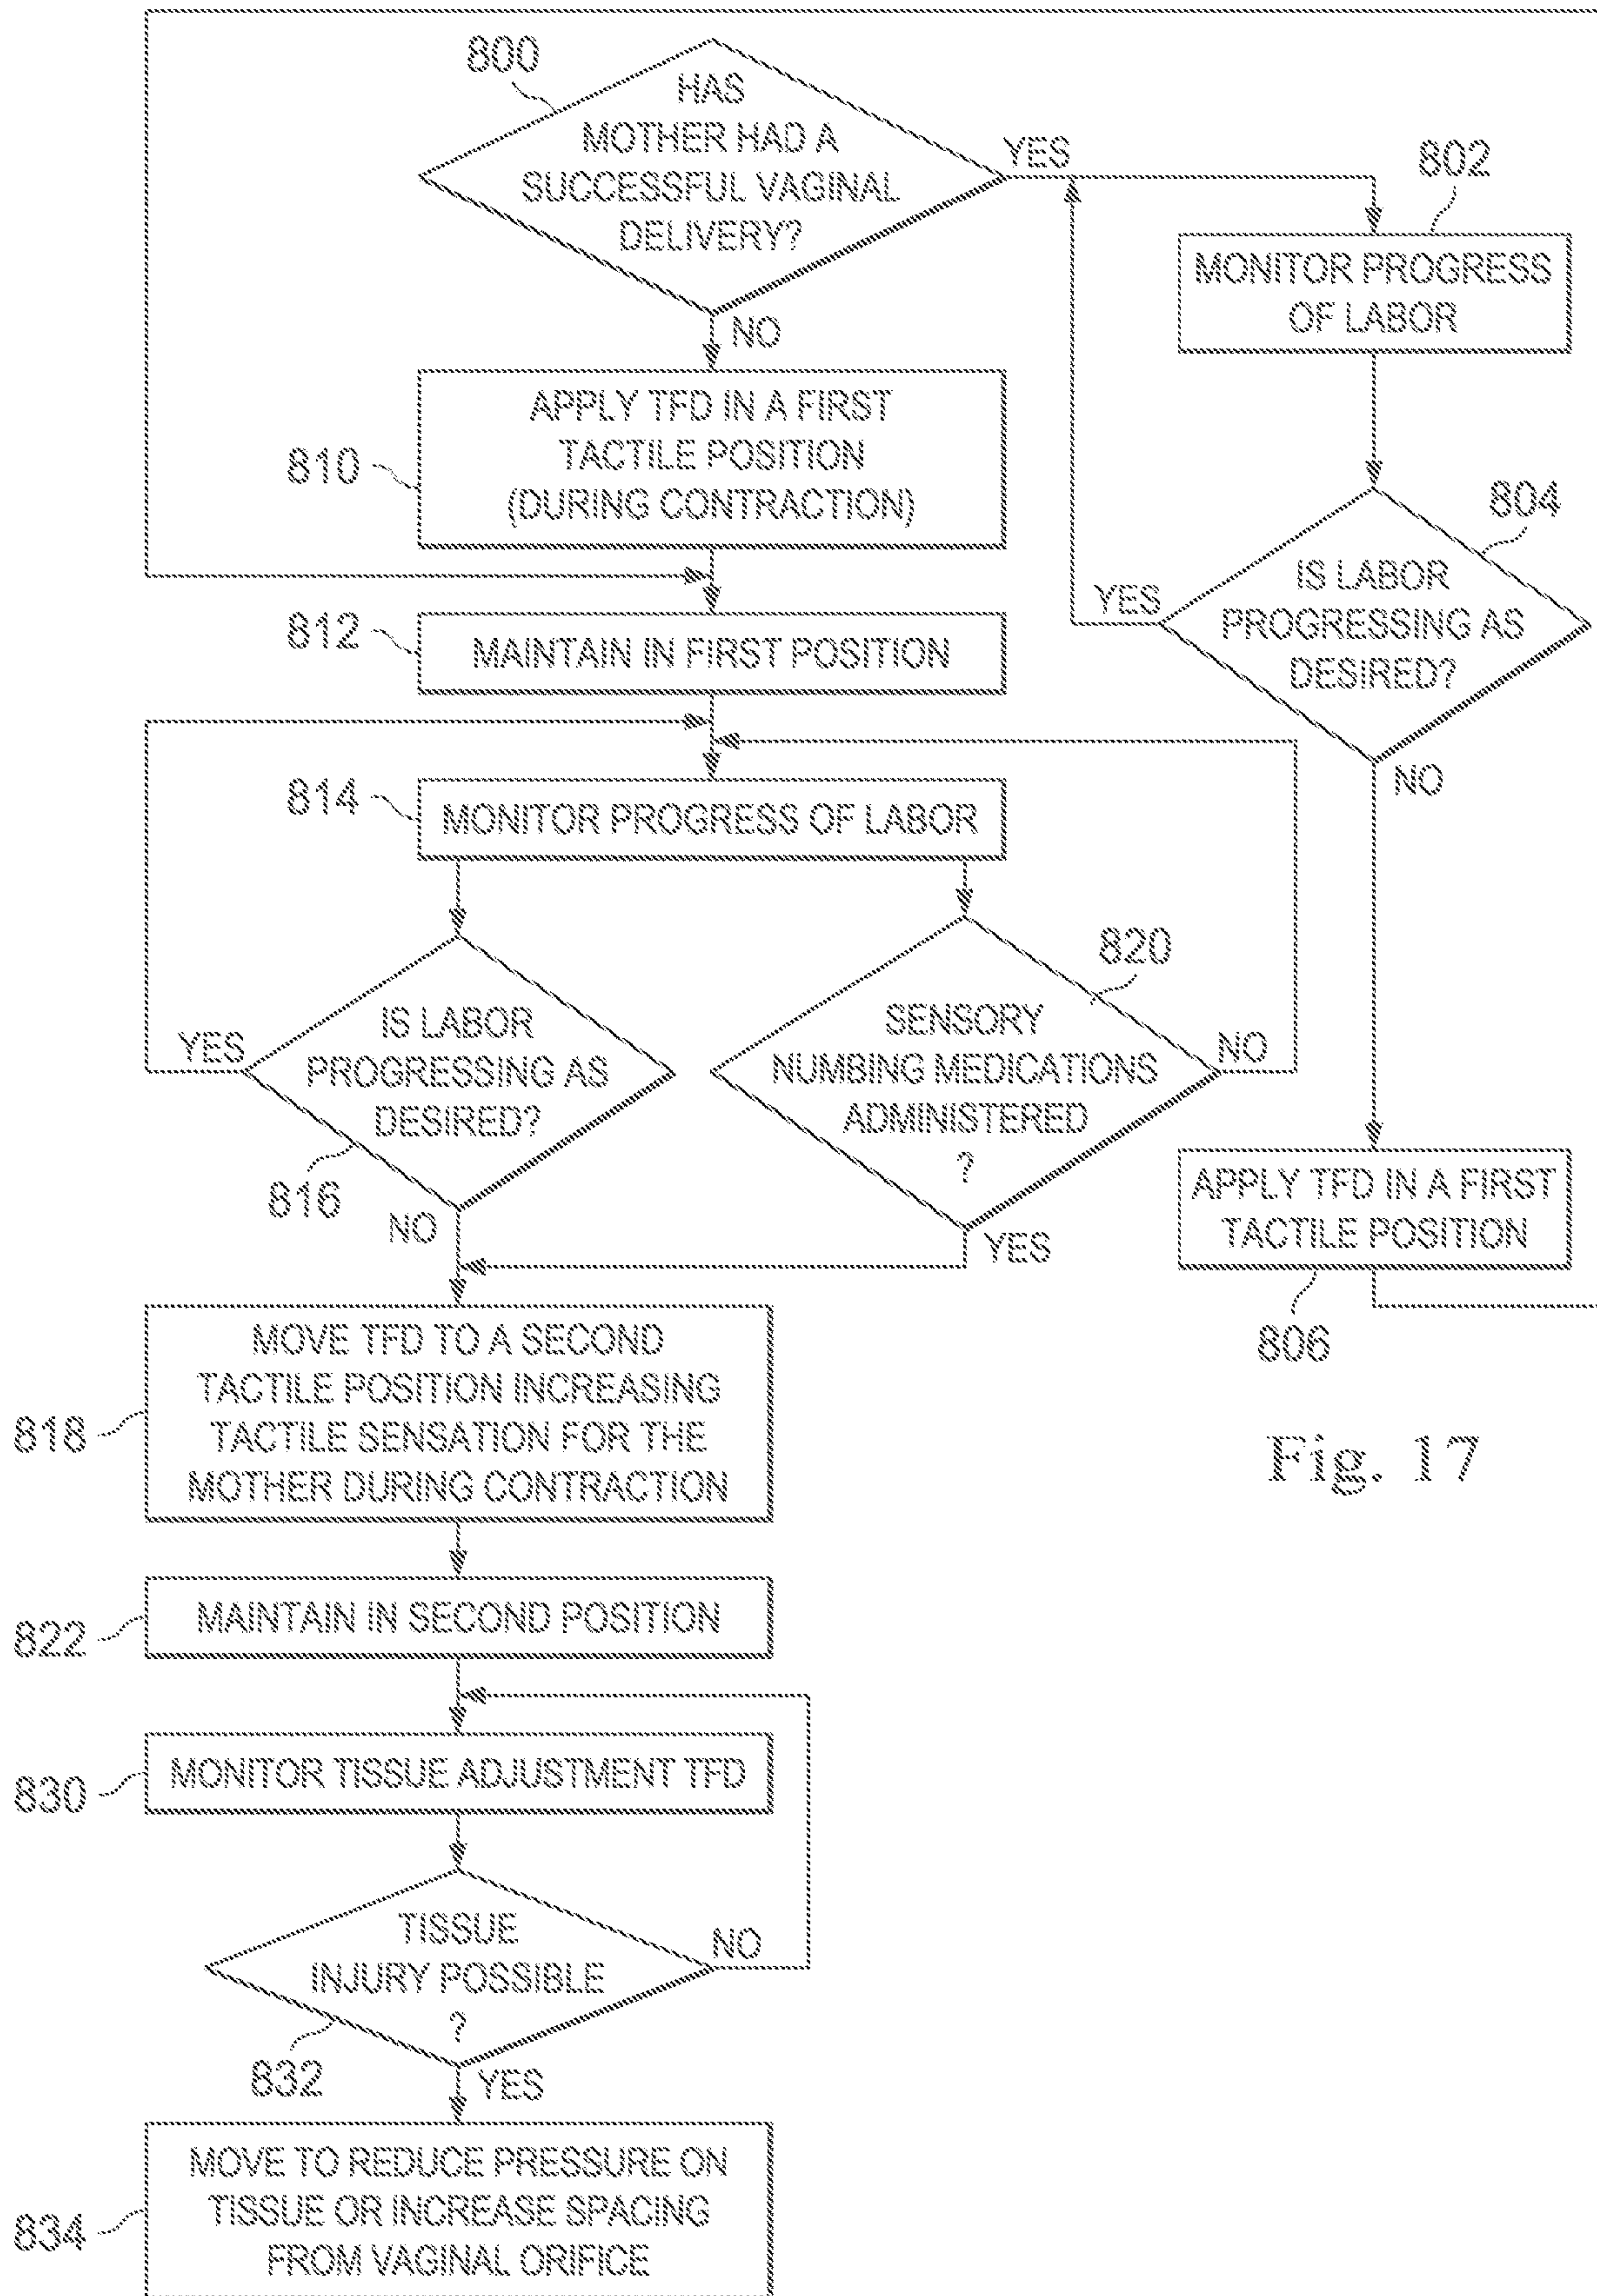 800
HAS
MOTHER HAD A
SUCCESSFUL VAGINAL
DELIVERY?
YES
NO
802
MONITOR PROGRESS
OF LABOR
804
IS LABOR
PROGRESSING AS
DESIRED?
YES
NO
810
APPLY TFD IN A FIRST
TACTILE POSITION
(DURING CONTRACTION)
812
MAINTAIN IN FIRST POSITION
814
MONITOR PROGRESS OF LABOR
IS LABOR
PROGRESSING AS
DESIRED?
YES
816
NO
820
SENSORY
NUMBING MEDICATIONS
ADMINISTERED
?
NO
YES
APPLY TFD IN A FIRST
TACTILE POSITION
806
818
MOVE TFD TO A SECOND
TACTILE POSITION INCREASING
TACTILE SENSATION FOR THE
MOTHER DURING CONTRACTION
Fig. 17
822
MAINTAIN IN SECOND POSITION
830
MONITOR TISSUE ADJUSTMENT TFD
TISSUE
INJURY POSSIBLE
?
NO
832
YES
834
MOVE TO REDUCE PRESSURE ON
TISSUE OR INCREASE SPACING
FROM VAGINAL ORIFICE